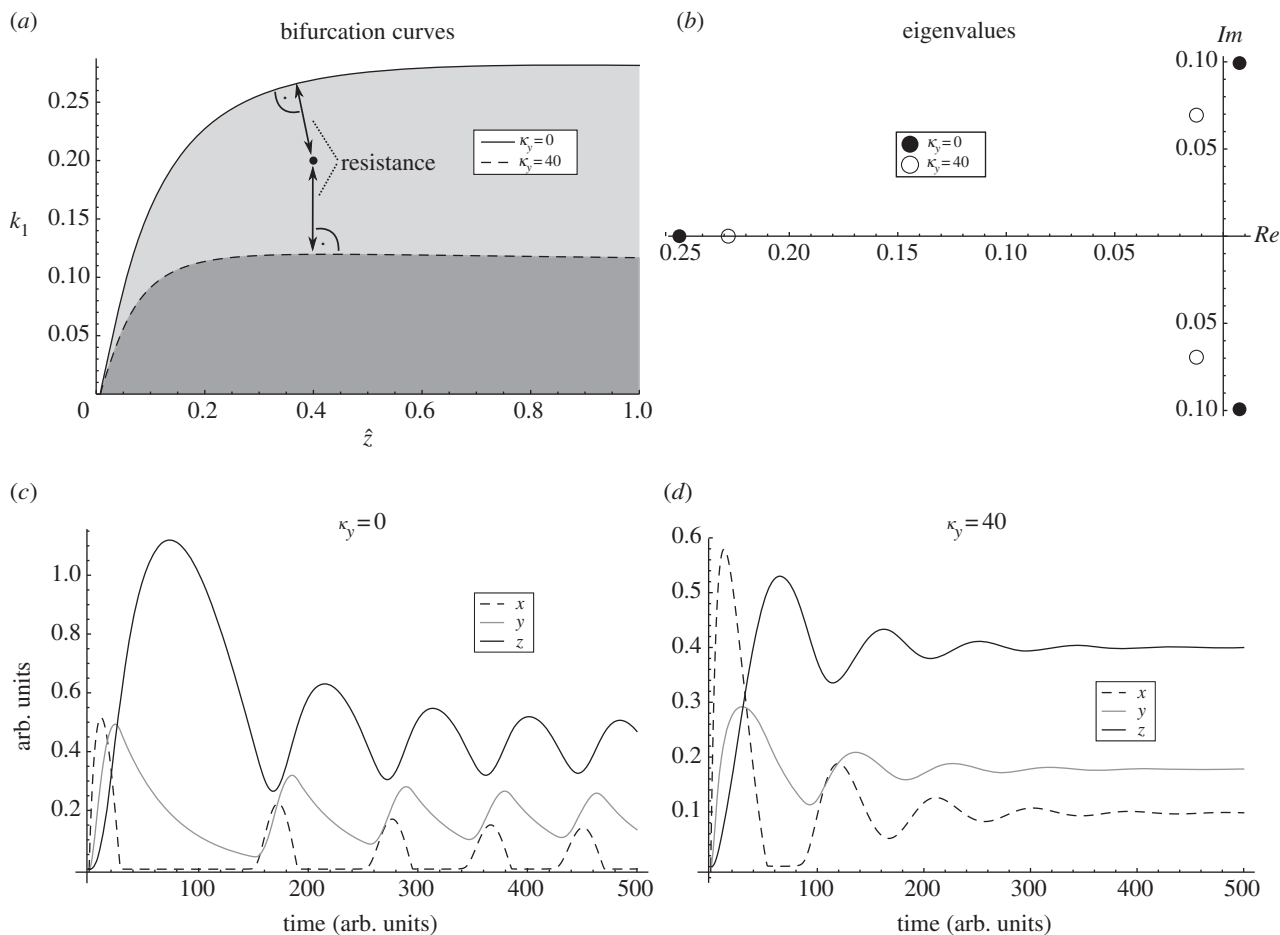 (a)
bifurcation curves
k1
0.25
0.20
0.15
0.10
0.05
0
0.2
0.4
0.6
0.8
1.0
ẑ
resistance
κy=0
κy=40
(b)
eigenvalues
Im
Re
0.10
0.05
0.05
0.10
0.25
0.20
0.15
0.10
0.05
κy=0
κy=40
(c)
κy=0
arb. units
1.0
0.8
0.6
0.4
0.2
100
200
300
400
500
time (arb. units)
x
y
z
(d)
κy=40
0.6
0.5
0.4
0.3
0.2
0.1
100
200
300
400
500
time (arb. units)
x
y
z